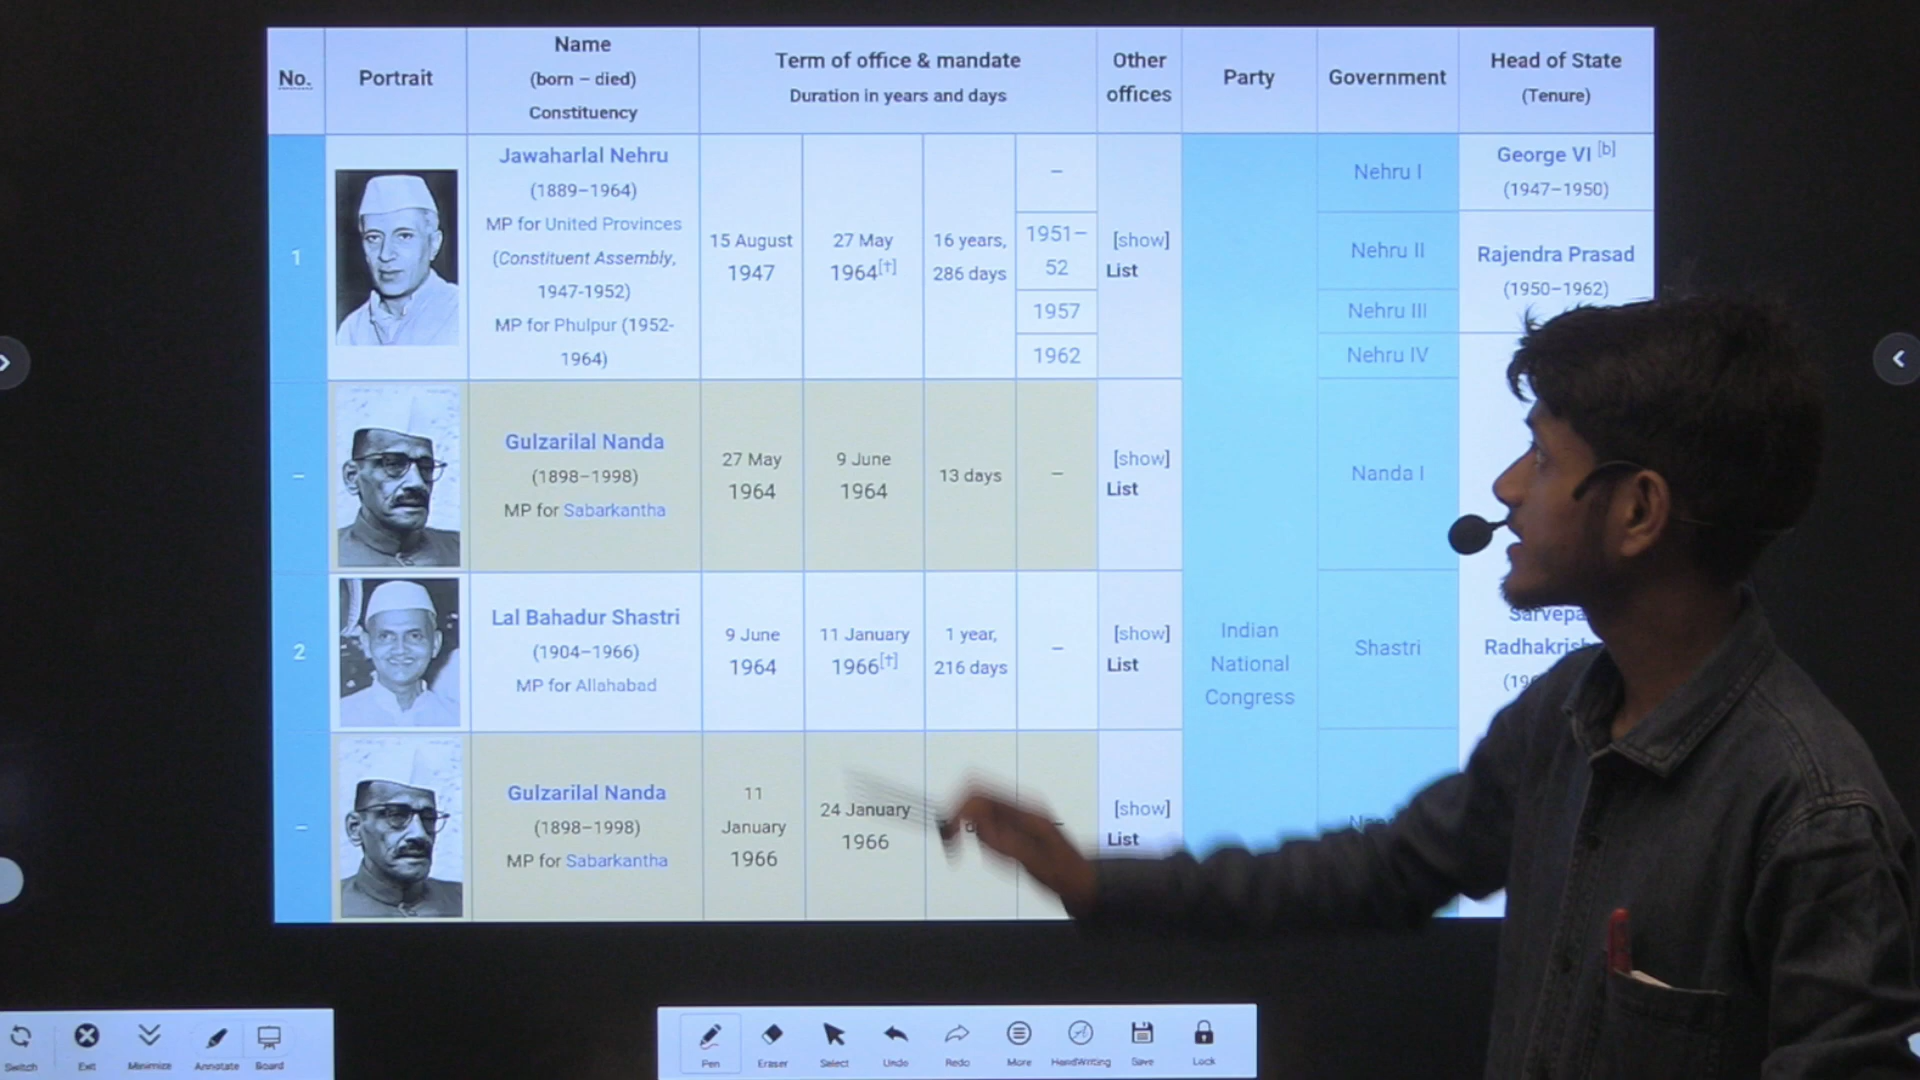 No.
Portrait
Name
(born – died)
Constituency
Term of office & mandate
Duration in years and days
Other
offices
Party
Government
Head of State
(Tenure)
1
Jawaharlal Nehru
(1889–1964)
MP for United Provinces
(Constituent Assembly,
1947-1952)
MP for Phulpur (1952-
1964)
15 August
1947
27 May
1964[†]
16 years,
286 days
–
1951–
52
1957
1962
[show]
List
Nehru I
Nehru II
Nehru III
Nehru IV
George VI [b]
(1947–1950)
Rajendra Prasad
(1950–1962)
–
Gulzarilal Nanda
(1898–1998)
MP for Sabarkantha
27 May
1964
9 June
1964
13 days
–
[show]
List
Nanda I
2
Lal Bahadur Shastri
(1904–1966)
MP for Allahabad
9 June
1964
11 January
1966[†]
1 year,
216 days
–
[show]
List
Indian
National
Congress
Shastri
–
Gulzarilal Nanda
(1898–1998)
MP for Sabarkantha
11
January
1966
24 January
1966
–
[show]
List
Switch
Exit
Minimize
Annotate
Board
Pen
Eraser
Select
Undo
Redo
More
HandWriting
Save
Lock